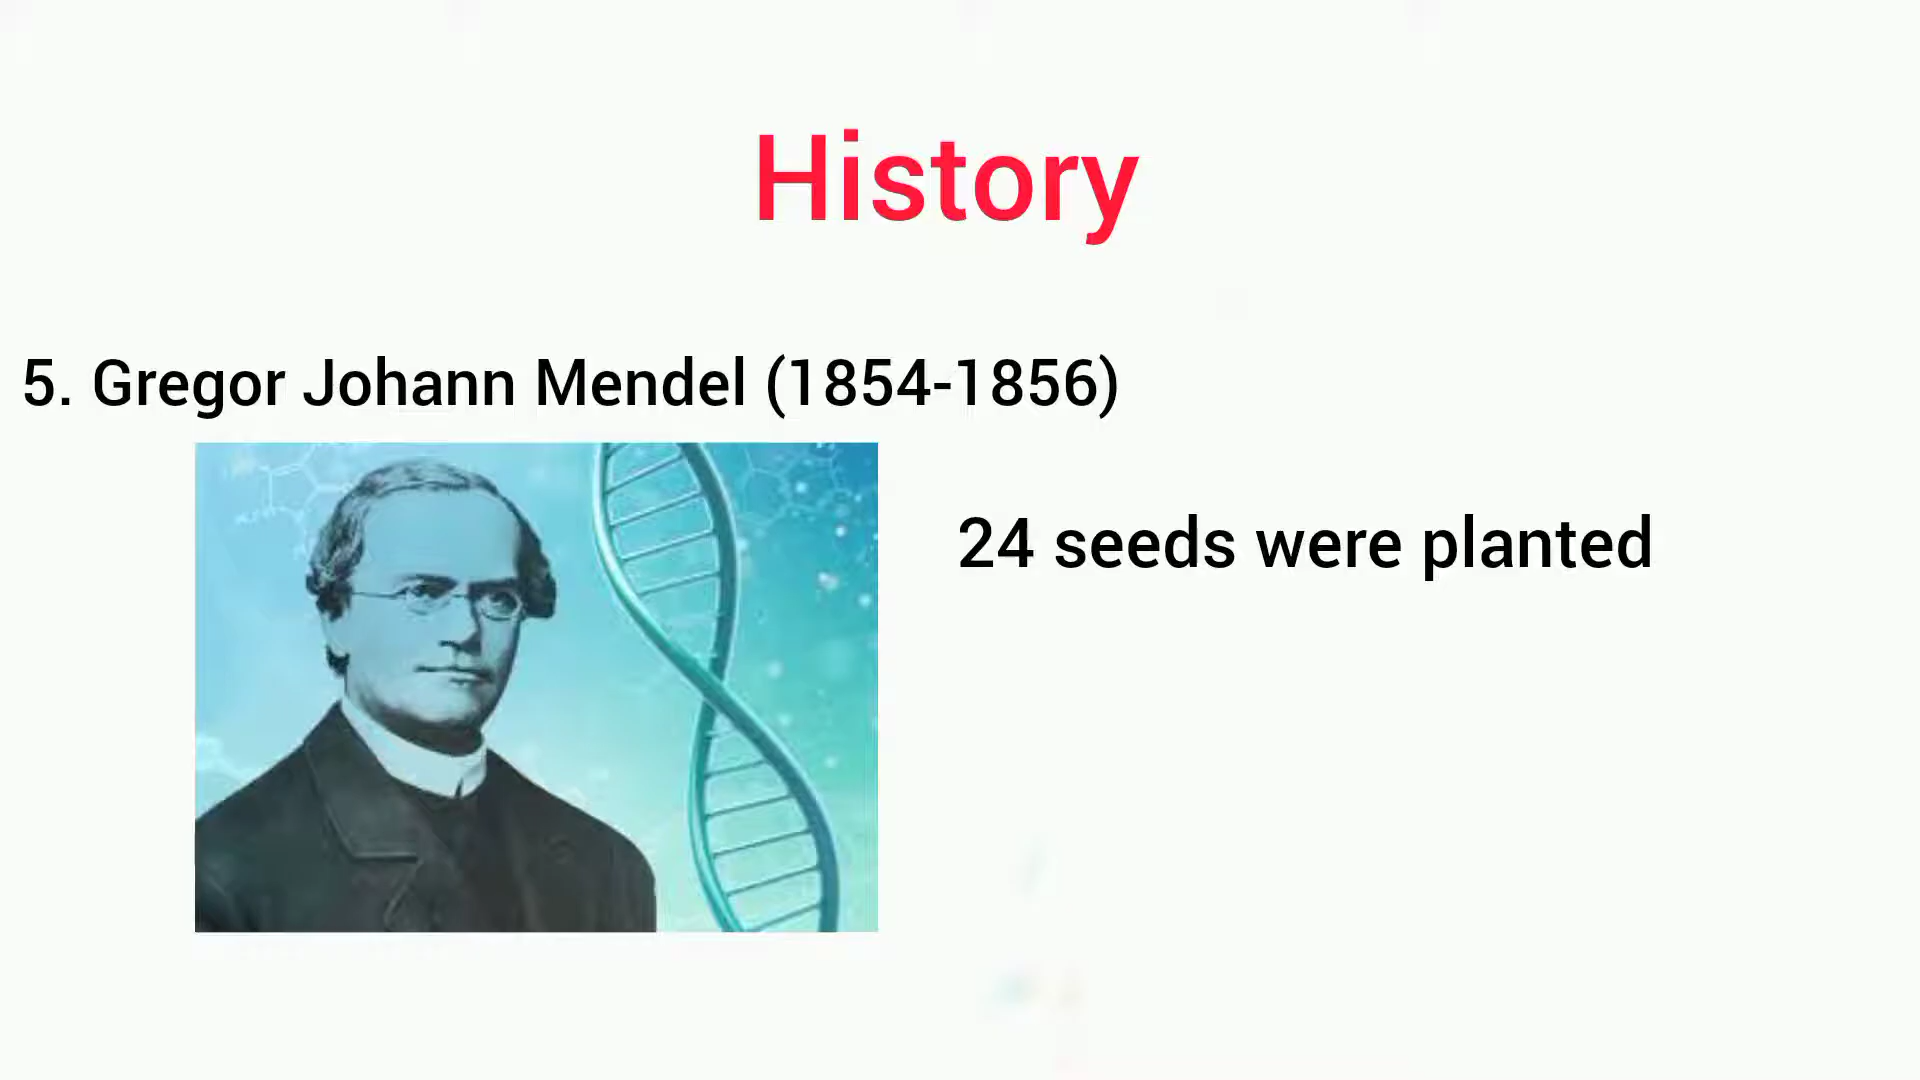 History
5. Gregor Johann Mendel (1854-1856)
24 seeds were planted